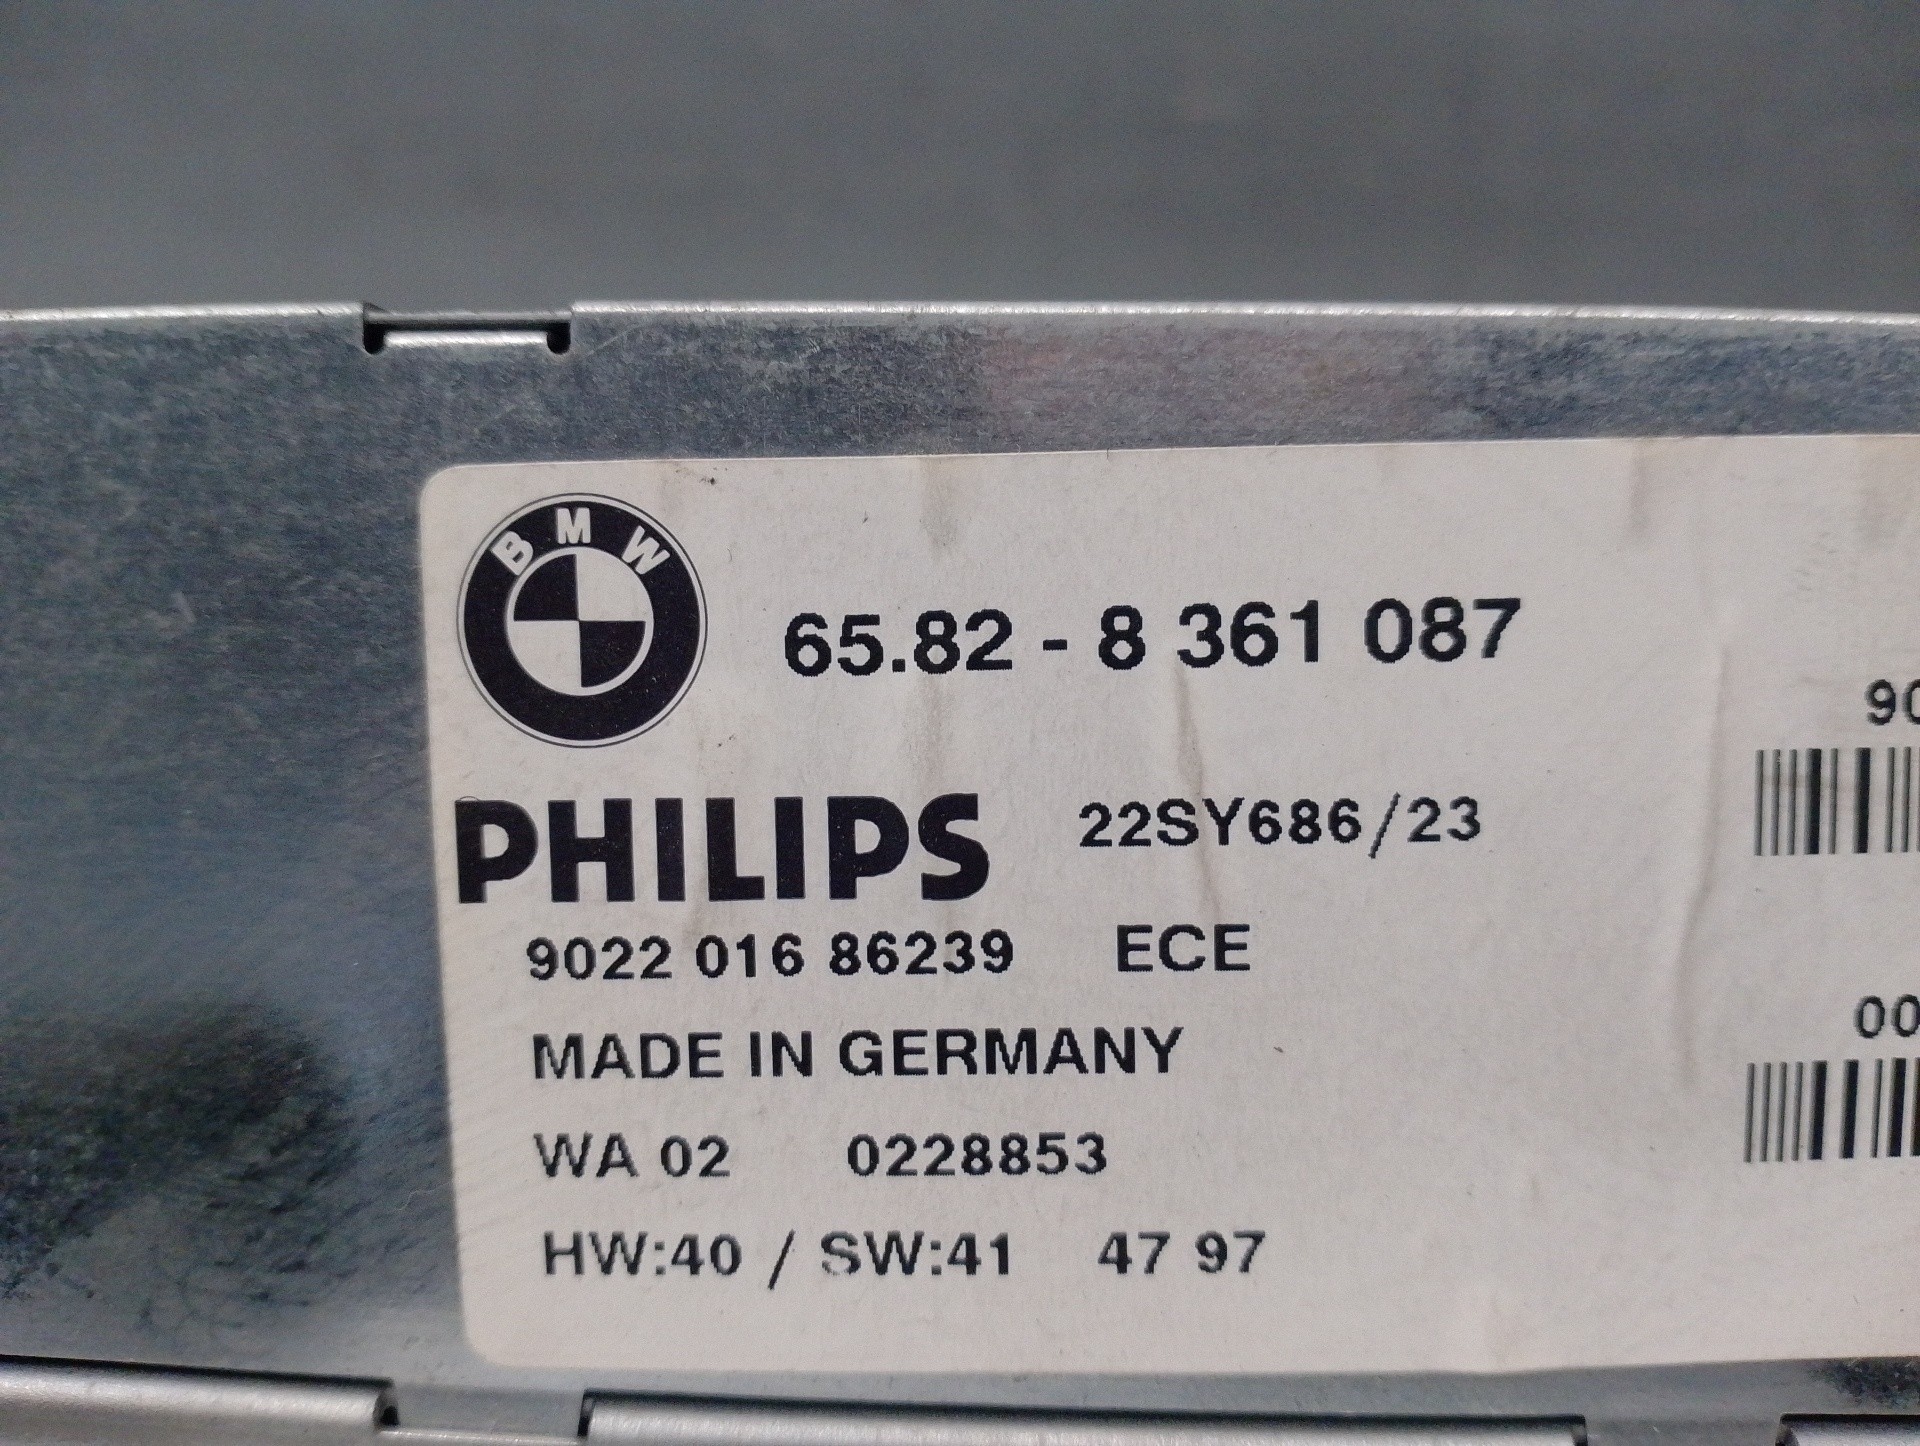 BMW
65.82 - 8 361 087
PHILIPS 22SY686/23
9022 016 86239 ECE
MADE IN GERMANY
WA 02 0228853
HW:40 / SW:41 47 97
90
00